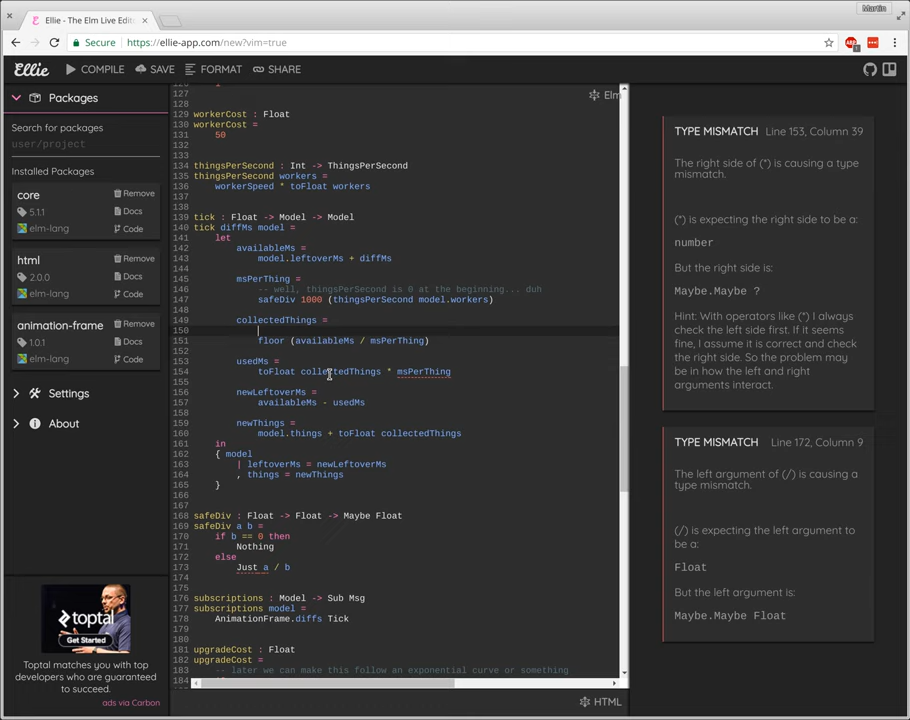 Martin
Ellie - The Elm Live Edit
Secure https://ellie-app.com/new?vim=true
ABP
1
Ellie COMPILE SAVE FORMAT SHARE
Packages
Search for packages
user/project
Installed Packages
core Remove
5.1.1 Docs
elm-lang Code
html Remove
2.0.0 Docs
elm-lang Code
animation-frame Remove
1.0.1 Docs
elm-lang Code
Settings
About
toptal
Get Started
Toptal matches you with top
developers who are guaranteed
to succeed.
ads via Carbon
Elm
127
128
129 workerCost : Float
130 workerCost =
131 50
132
133
134 thingsPerSecond : Int -> ThingsPerSecond
135 thingsPerSecond workers =
136 workerSpeed * toFloat workers
137
138
139 tick : Float -> Model -> Model
140 tick diffMs model =
141 let
142 availableMs =
143 model.leftoverMs + diffMs
144
145 msPerThing =
146 -- well, thingsPerSecond is 0 at the beginning... duh
147 safeDiv 1000 (thingsPerSecond model.workers)
148
149 collectedThings =
150
151 floor (availableMs / msPerThing)
152
153 usedMs =
154 toFloat collectedThings * msPerThing
155
156 newLeftoverMs =
157 availableMs - usedMs
158
159 newThings =
160 model.things + toFloat collectedThings
161 in
162 { model
163 | leftoverMs = newLeftoverMs
164 , things = newThings
165 }
166
167
168 safeDiv : Float -> Float -> Maybe Float
169 safeDiv a b =
170 if b == 0 then
171 Nothing
172 else
173 Just a / b
174
175
176 subscriptions : Model -> Sub Msg
177 subscriptions model =
178 AnimationFrame.diffs Tick
179
180
181 upgradeCost : Float
182 upgradeCost =
183 -- later we can make this follow an exponential curve or something
HTML
TYPE MISMATCH Line 153, Column 39
The right side of (*) is causing a type
mismatch.
(*) is expecting the right side to be a:
number
But the right side is:
Maybe.Maybe ?
Hint: With operators like (*) I always
check the left side first. If it seems
fine, I assume it is correct and check
the right side. So the problem may
be in how the left and right
arguments interact.
TYPE MISMATCH Line 172, Column 9
The left argument of (/) is causing a
type mismatch.
(/) is expecting the left argument to
be a:
Float
But the left argument is:
Maybe.Maybe Float